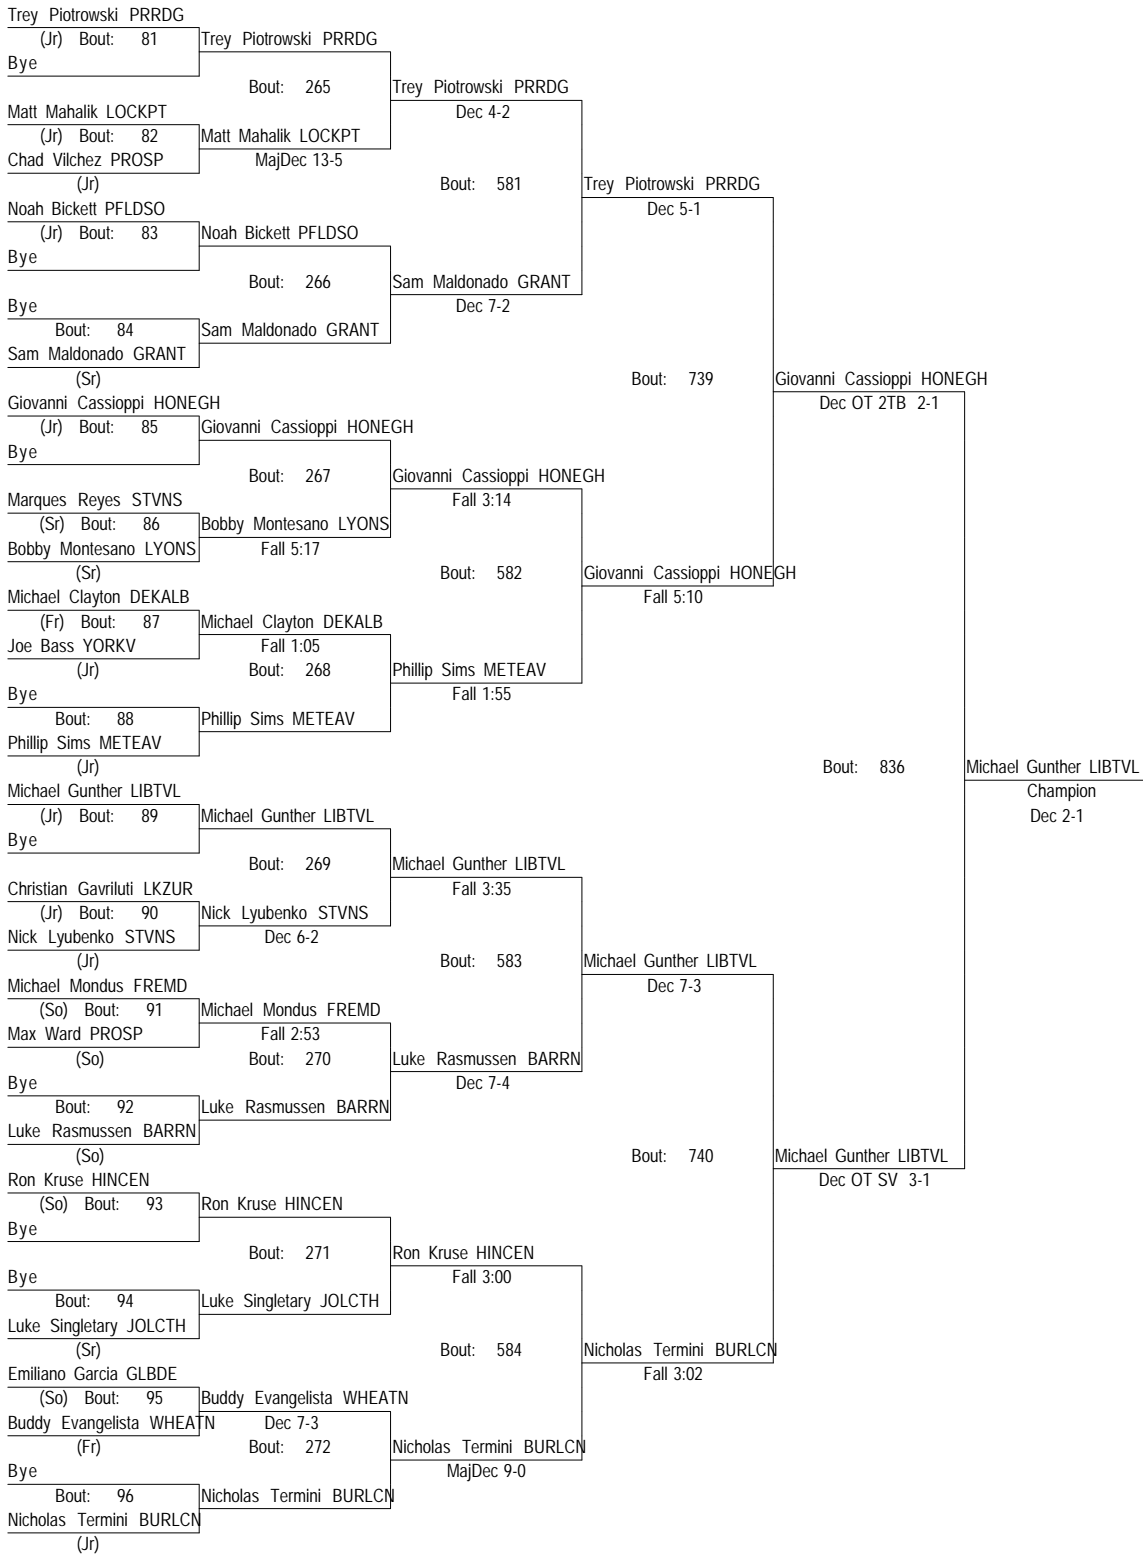 Trey Piotrowski PRRDG
(Jr) Bout: 81
Trey Piotrowski PRRDG
Bye
Bout: 265
Trey Piotrowski PRRDG
Dec 4-2
Matt Mahalik LOCKPT
(Jr) Bout: 82
Matt Mahalik LOCKPT
Chad Vilchez PROSP
MajDec 13-5
(Jr)
Bout: 581
Trey Piotrowski PRRDG
Dec 5-1
Noah Bickett PFLDSO
(Jr) Bout: 83
Noah Bickett PFLDSO
Bye
Bout: 266
Sam Maldonado GRANT
Dec 7-2
Bye
Bout: 84
Sam Maldonado GRANT
Sam Maldonado GRANT
(Sr)
Bout: 739
Giovanni Cassioppi HONEGH
Dec OT 2TB 2-1
Giovanni Cassioppi HONEGH
(Jr) Bout: 85
Giovanni Cassioppi HONEGH
Bye
Bout: 267
Giovanni Cassioppi HONEGH
Fall 3:14
Marques Reyes STVNS
(Sr) Bout: 86
Bobby Montesano LYONS
Bobby Montesano LYONS
Fall 5:17
(Sr)
Bout: 582
Giovanni Cassioppi HONEGH
Fall 5:10
Michael Clayton DEKALB
(Fr) Bout: 87
Michael Clayton DEKALB
Joe Bass YORKV
Fall 1:05
(Jr)
Bout: 268
Phillip Sims METEAV
Fall 1:55
Bye
Bout: 88
Phillip Sims METEAV
Phillip Sims METEAV
(Jr)
Bout: 836
Michael Gunther LIBTVL
Champion
Dec 2-1
Michael Gunther LIBTVL
(Jr) Bout: 89
Michael Gunther LIBTVL
Bye
Bout: 269
Michael Gunther LIBTVL
Fall 3:35
Christian Gavriluti LKZUR
(Jr) Bout: 90
Nick Lyubenko STVNS
Nick Lyubenko STVNS
Dec 6-2
(Jr)
Bout: 583
Michael Gunther LIBTVL
Dec 7-3
Michael Mondus FREMD
(So) Bout: 91
Michael Mondus FREMD
Max Ward PROSP
Fall 2:53
(So)
Bout: 270
Luke Rasmussen BARRN
Dec 7-4
Bye
Bout: 92
Luke Rasmussen BARRN
Luke Rasmussen BARRN
(So)
Bout: 740
Michael Gunther LIBTVL
Dec OT SV 3-1
Ron Kruse HINCEN
(So) Bout: 93
Ron Kruse HINCEN
Bye
Bout: 271
Ron Kruse HINCEN
Fall 3:00
Bye
Bout: 94
Luke Singletary JOLCTH
Luke Singletary JOLCTH
(Sr)
Bout: 584
Nicholas Termini BURLCN
Fall 3:02
Emiliano Garcia GLBDE
(So) Bout: 95
Buddy Evangelista WHEATN
Buddy Evangelista WHEATN
Dec 7-3
(Fr)
Bout: 272
Nicholas Termini BURLCN
MajDec 9-0
Bye
Bout: 96
Nicholas Termini BURLCN
Nicholas Termini BURLCN
(Jr)